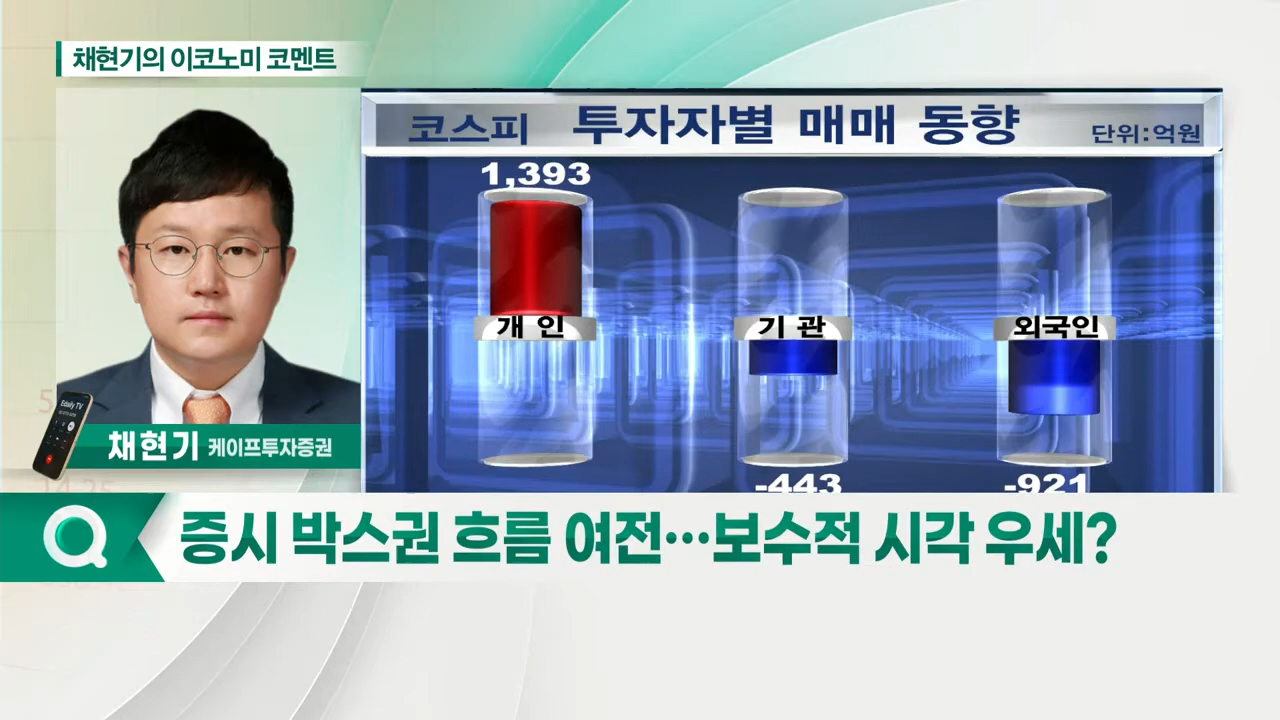 채현기의 이코노미 코멘트
코스피 투자자별 매매 동향 단위:억원
1,393
개인 기관 외국인
-443 -921
Edaily TV
채현기 케이프투자증권
Q 증시 박스권 흐름 여전…보수적 시각 우세?